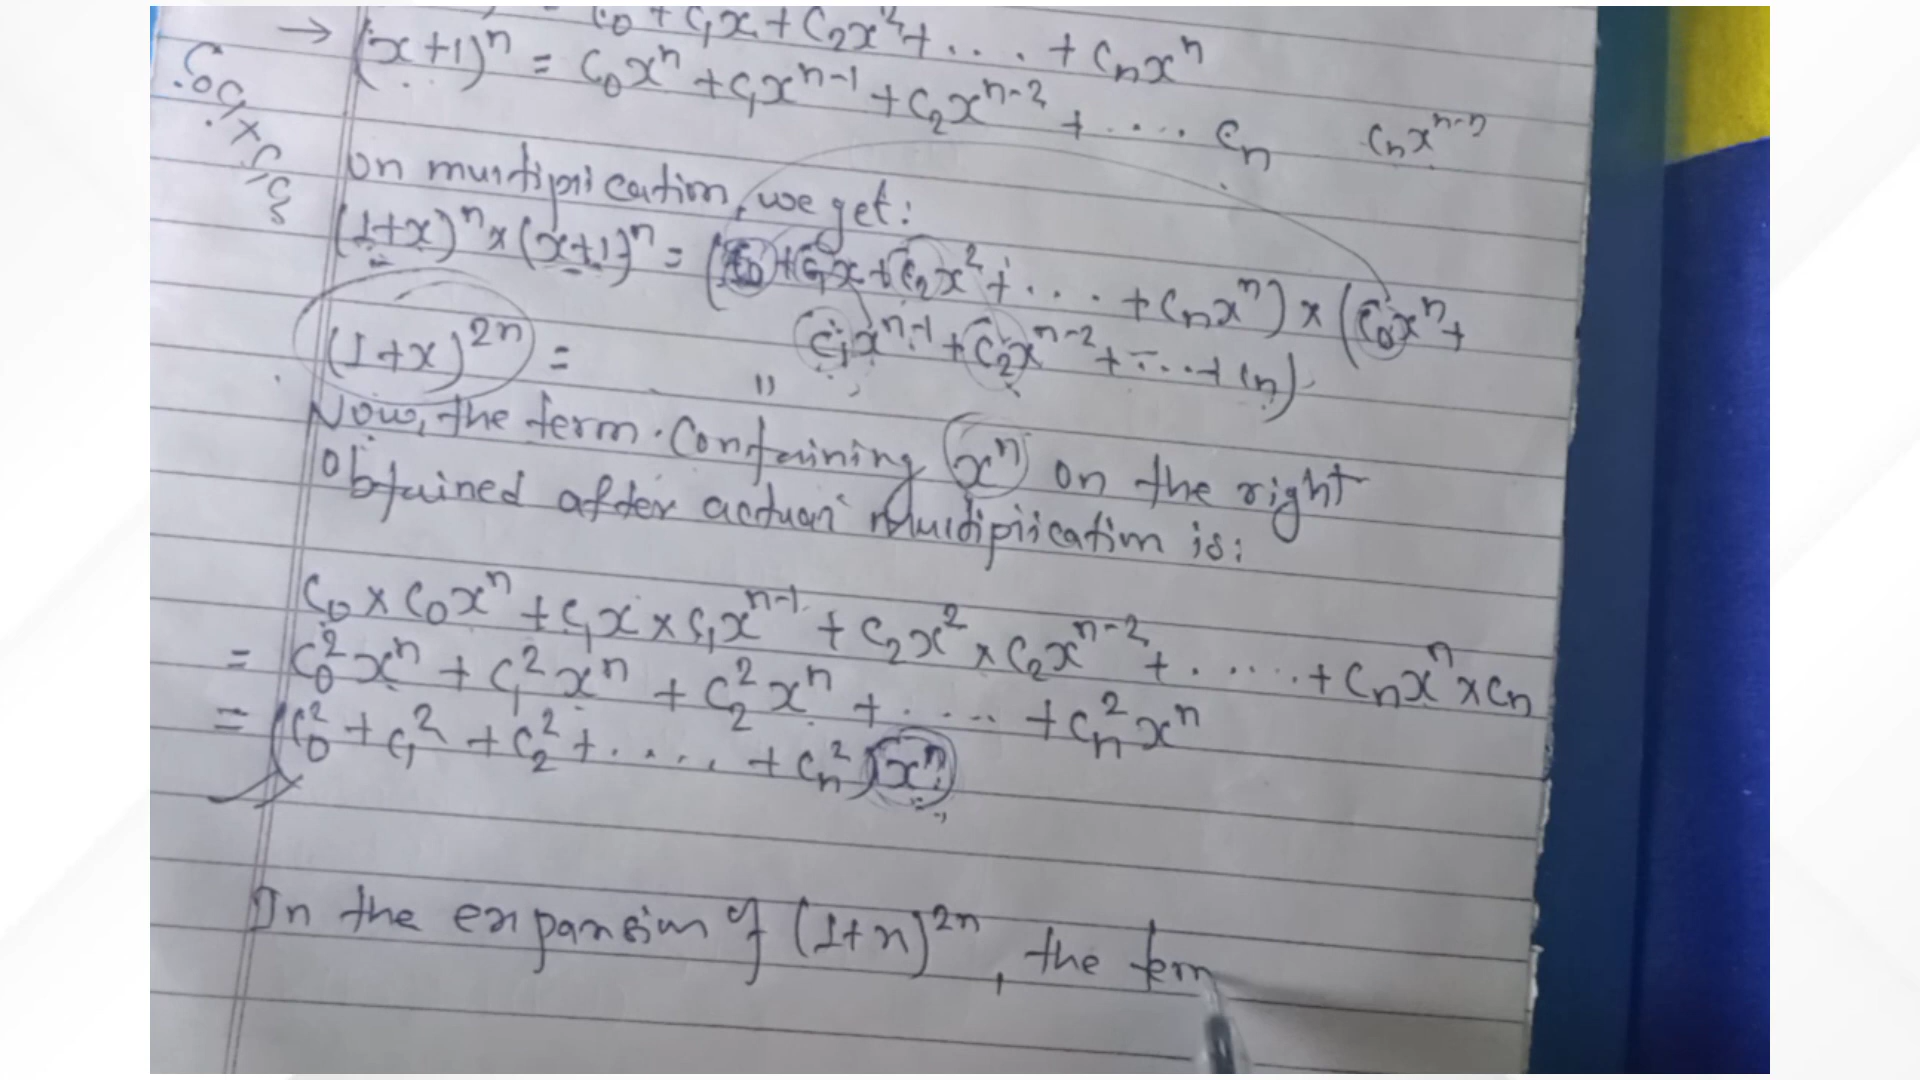 = C₀ + C₁x + C₂x² + .... + Cₙxⁿ
→ (x+1)ⁿ = C₀xⁿ + C₁xⁿ⁻¹ + C₂xⁿ⁻² + .... Cₙ
Cₙxⁿ⁻ⁿ
C₀C₁xC₁C₂
on multiplication, we get:
(1+x)ⁿ × (x+1)ⁿ = (C₀ + C₁x + C₂x² + .... + Cₙxⁿ) × (C₀xⁿ +
C₁xⁿ⁻¹ + C₂xⁿ⁻² + .... + Cₙ)
(1+x)²ⁿ = "
Now, the term containing xⁿ on the right
obtained after actual multiplication is:
C₀ × C₀xⁿ + C₁x × C₁xⁿ⁻¹ + C₂x² × C₂xⁿ⁻² + ..... + Cₙxⁿ × Cₙ
= C₀²xⁿ + C₁²xⁿ + C₂²xⁿ + ..... + Cₙ²xⁿ
= (C₀² + C₁² + C₂² + ..... + Cₙ²)xⁿ
In the expansion of (1+x)²ⁿ, the term